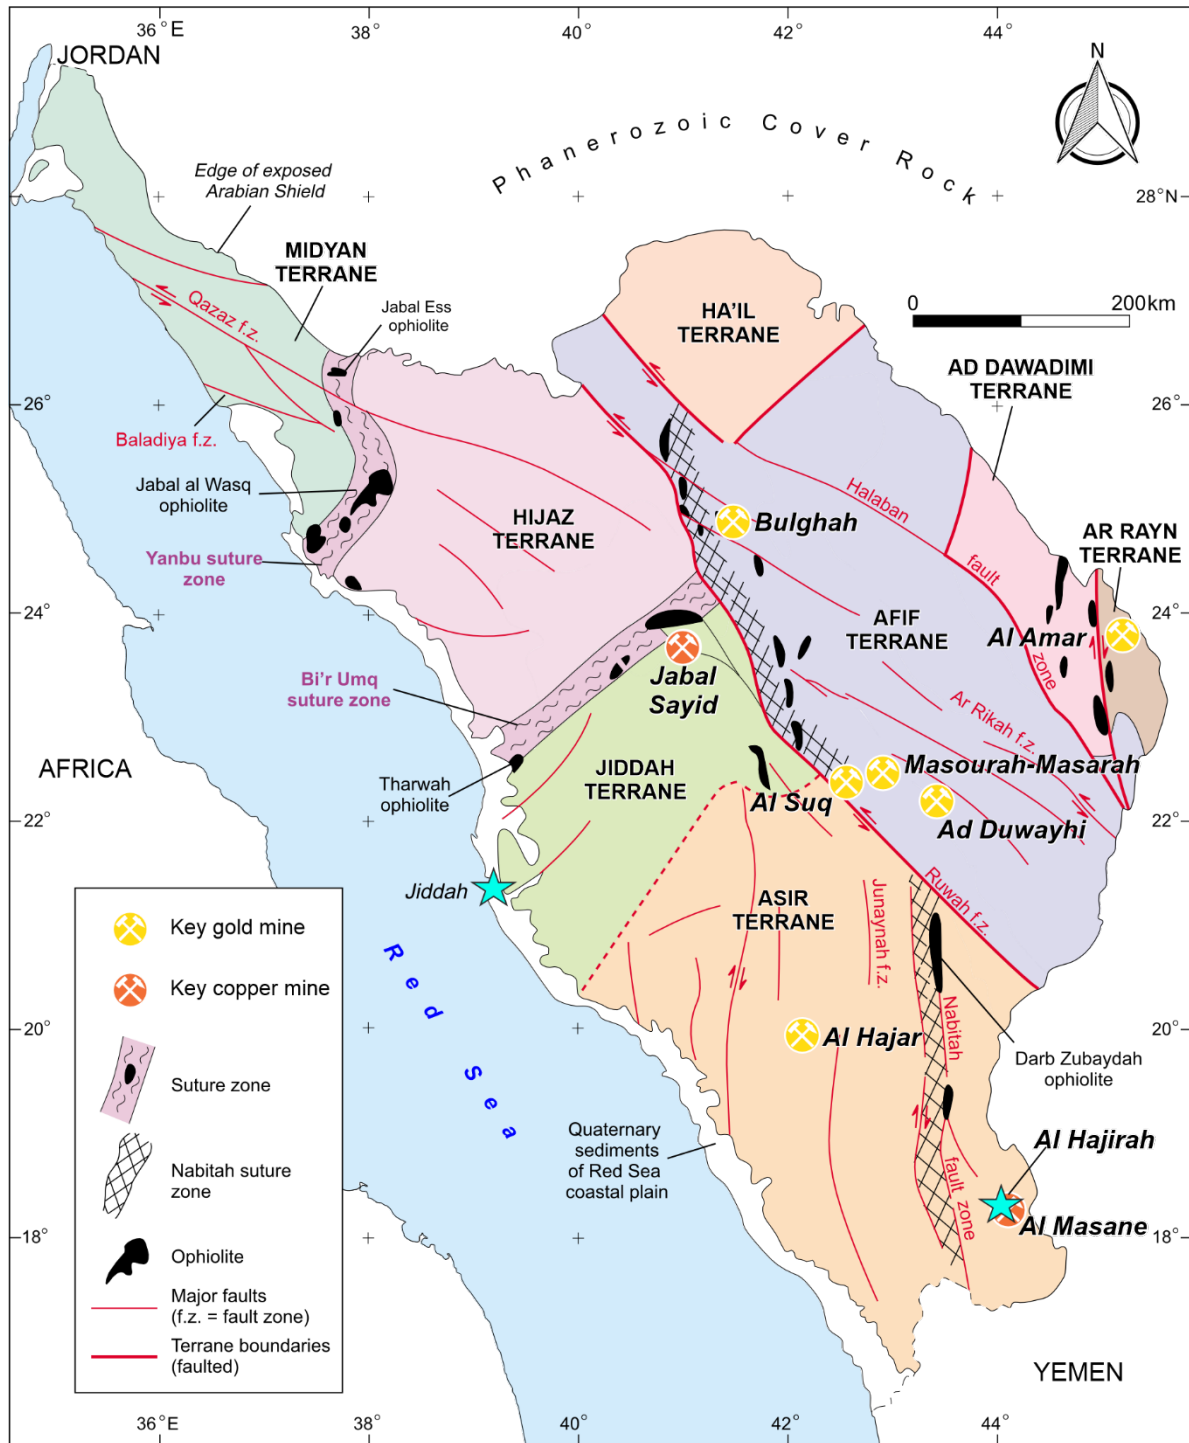 36°E
38°
40°
42°
44°
JORDAN
N
Phanerozoic Cover Rock
Edge of exposed
Arabian Shield
28°N
MIDYAN
TERRANE
Qazaz f.z.
Jabal Ess
ophiolite
HA'IL
TERRANE
0
200km
AD DAWADIMI
TERRANE
26°
26°
Baladiya f.z.
Jabal al Wasq
ophiolite
HIJAZ
TERRANE
Halaban
fault
zone
Bulghah
AR RAYN
TERRANE
Yanbu suture
zone
24°
24°
AFIF
TERRANE
Al Amar
Jabal
Sayid
Bi'r Umq
suture zone
Ar Rikah f.z.
AFRICA
Tharwah
ophiolite
JIDDAH
TERRANE
Masourah-Masarah
Al Suq
Ad Duwayhi
22°
22°
Jiddah
Ruwah f.z.
Junaynah f.z.
ASIR
TERRANE
Red Sea
Key gold mine
Key copper mine
20°
20°
Al Hajar
Nabitah
fault zone
Darb Zubaydah
ophiolite
Suture zone
Quaternary
sediments
of Red Sea
coastal plain
Al Hajirah
Nabitah suture
zone
Al Masane
18°
18°
Ophiolite
Major faults
(f.z. = fault zone)
Terrane boundaries
(faulted)
YEMEN
36°E
38°
40°
42°
44°